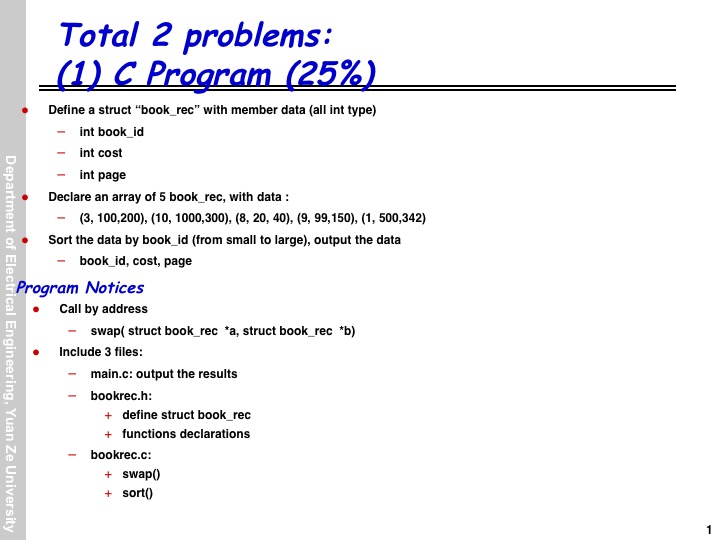 Total 2 problems:
(1) C Program (25%)
● Define a struct “book_rec” with member data (all int type)
– int book_id
– int cost
– int page
● Declare an array of 5 book_rec, with data :
– (3, 100,200), (10, 1000,300), (8, 20, 40), (9, 99,150), (1, 500,342)
● Sort the data by book_id (from small to large), output the data
– book_id, cost, page
Program Notices
● Call by address
– swap( struct book_rec *a, struct book_rec *b)
● Include 3 files:
– main.c: output the results
– bookrec.h:
+ define struct book_rec
+ functions declarations
– bookrec.c:
+ swap()
+ sort()
Department of Electrical Engineering, Yuan Ze University
1